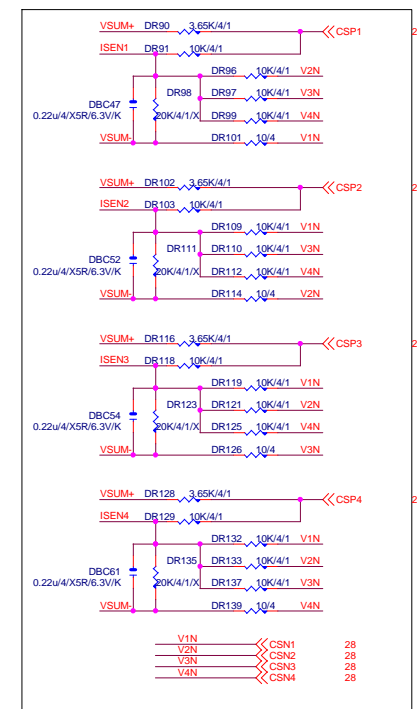 VSUM+ DR90 3.65K/4/1 CSP1 2
ISEN1 DR91 10K/4/1
DR96 10K/4/1 V2N
DR98 DR97 10K/4/1 V3N
DBC47
0.22u/4/X5R/6.3V/K 20K/4/1/X DR99 10K/4/1 V4N
VSUM- DR101 10/4 V1N
VSUM+ DR102 3.65K/4/1 CSP2 2
ISEN2 DR103 10K/4/1
DR109 10K/4/1 V1N
DR111 DR110 10K/4/1 V3N
DBC52
0.22u/4/X5R/6.3V/K 20K/4/1/X DR112 10K/4/1 V4N
VSUM- DR114 10/4 V2N
VSUM+ DR116 3.65K/4/1 CSP3 2
ISEN3 DR118 10K/4/1
DR119 10K/4/1 V1N
DR123 DR121 10K/4/1 V2N
DBC54
0.22u/4/X5R/6.3V/K 20K/4/1/X DR125 10K/4/1 V4N
VSUM- DR126 10/4 V3N
VSUM+ DR128 3.65K/4/1 CSP4 2
ISEN4 DR129 10K/4/1
DR132 10K/4/1 V1N
DR135 DR133 10K/4/1 V2N
DBC61
0.22u/4/X5R/6.3V/K 20K/4/1/X DR137 10K/4/1 V3N
VSUM- DR139 10/4 V4N
V1N CSN1 28
V2N CSN2 28
V3N CSN3 28
V4N CSN4 28